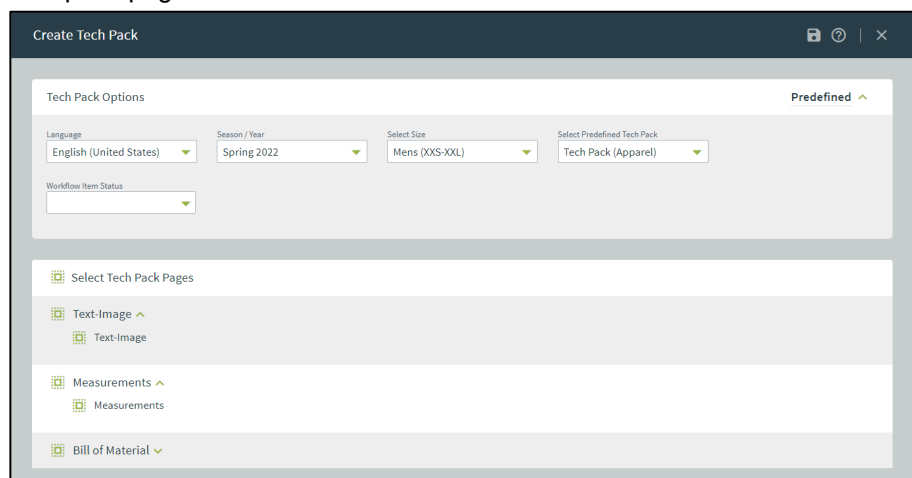 Create Tech Pack
Tech Pack Options
Predefined
Language
Season / Year
Select Size
Select Predefined Tech Pack
English (United States)
Spring 2022
Mens (XXS-XXL)
Tech Pack (Apparel)
Workflow Item Status
Select Tech Pack Pages
Text-Image
Text-Image
Measurements
Measurements
Bill of Material